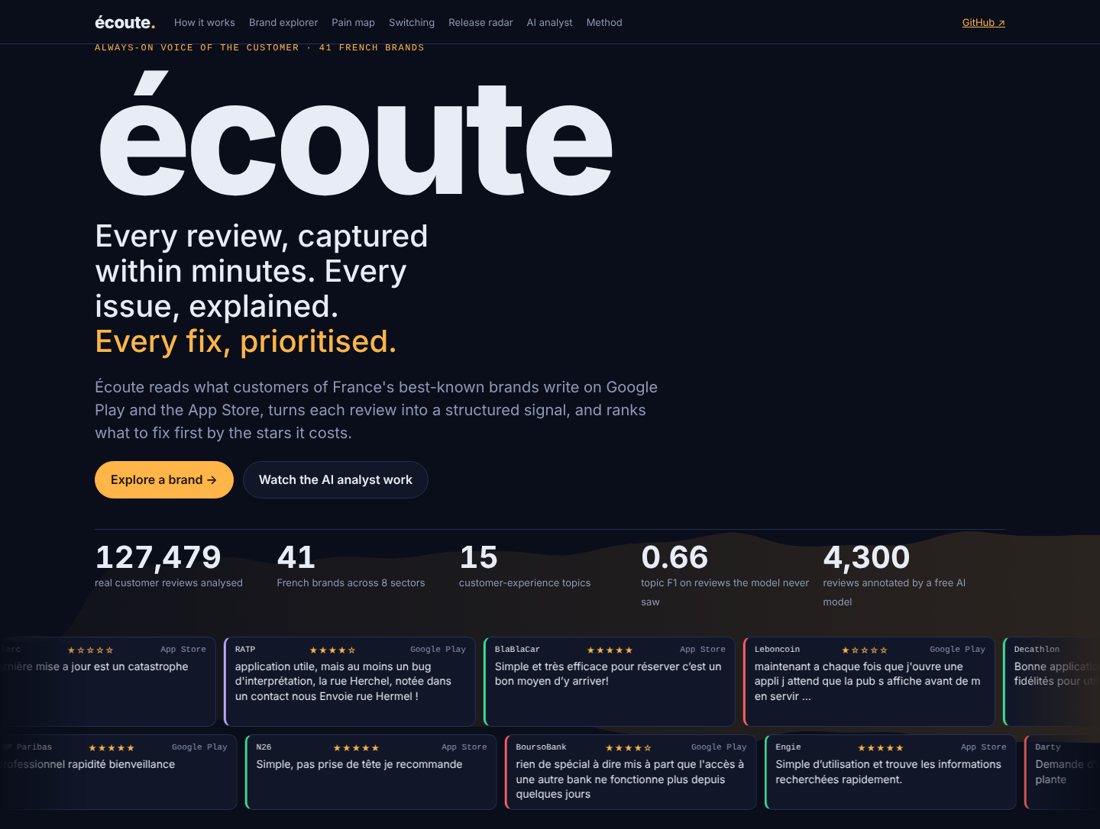 écoute.
How it works Brand explorer Pain map Switching Release radar AI analyst Method
GitHub ↗
ALWAYS-ON VOICE OF THE CUSTOMER · 41 FRENCH BRANDS
écoute
Every review, captured
within minutes. Every
issue, explained.
Every fix, prioritised.
Écoute reads what customers of France's best-known brands write on Google
Play and the App Store, turns each review into a structured signal, and ranks
what to fix first by the stars it costs.
Explore a brand →
Watch the AI analyst work
127,479
real customer reviews analysed
41
French brands across 8 sectors
15
customer-experience topics
0.66
topic F1 on reviews the model never
saw
4,300
reviews annotated by a free AI
model
★☆☆☆☆ App Store
mise a jour est un catastrophe
RATP ★★★★☆ Google Play
application utile, mais au moins un bug
d'interprétation, la rue Herchel, notée dans
un contact nous Envoie rue Hermel !
BlaBlaCar ★★★★★ App Store
Simple et très efficace pour réserver c’est un
bon moyen d’y arriver!
Leboncoin ★☆☆☆☆ Google Play
maintenant a chaque fois que j'ouvre une
appli j attend que la pub s affiche avant de m
en servir ...
Decathlon
Bonne
fidélités pour
Paribas ★★★★★ Google Play
rapidité bienveillance
N26 ★★★★★ App Store
Simple, pas prise de tête je recommande
BoursoBank ★★★★☆ Google Play
rien de spécial à dire mis à part que l'accès à
une autre bank ne fonctionne plus depuis
quelques jours
Engie ★★★★★ App Store
Simple d’utilisation et trouve les informations
recherchées rapidement.
Darty
Demande
plante